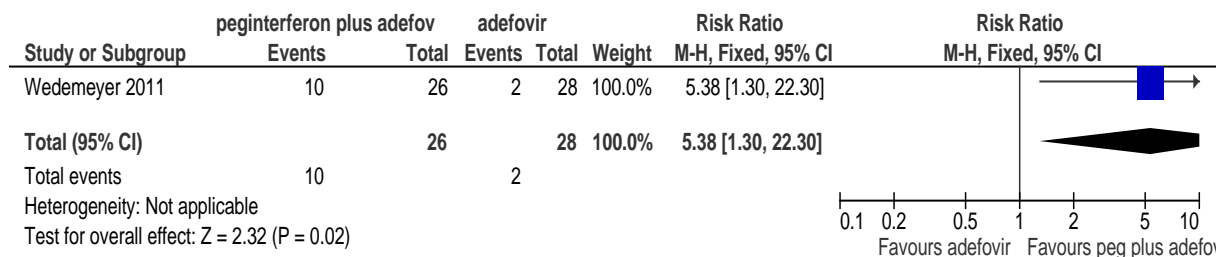 peginterferon plus adefov adefovir Risk Ratio Risk Ratio
Study or Subgroup Events Total Events Total Weight M-H, Fixed, 95% CI M-H, Fixed, 95% CI
Wedemeyer 2011 10 26 2 28 100.0% 5.38 [1.30, 22.30]
Total (95% CI) 26 28 100.0% 5.38 [1.30, 22.30]
Total events 10 2
Heterogeneity: Not applicable
Test for overall effect: Z = 2.32 (P = 0.02)
0.1 0.2 0.5 1 2 5 10
Favours adefovir Favours peg plus adefov